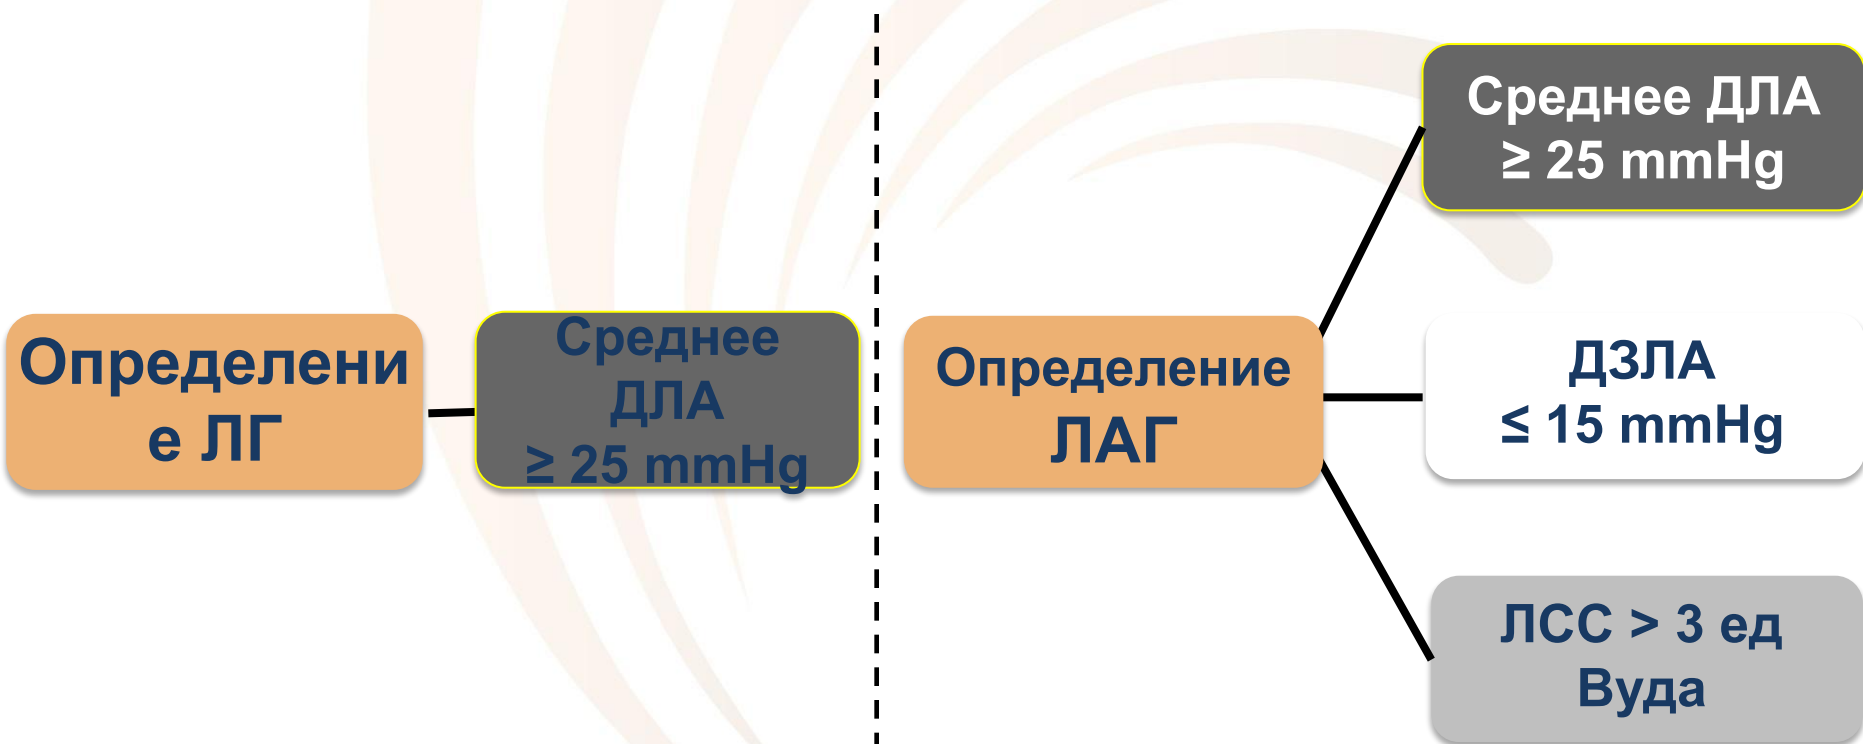 Определени
е ЛГ
Среднее
ДЛА
≥ 25 mmHg
Определение
ЛАГ
Среднее ДЛА
≥ 25 mmHg
ДЗЛА
≤ 15 mmHg
ЛСС > 3 ед
Вуда